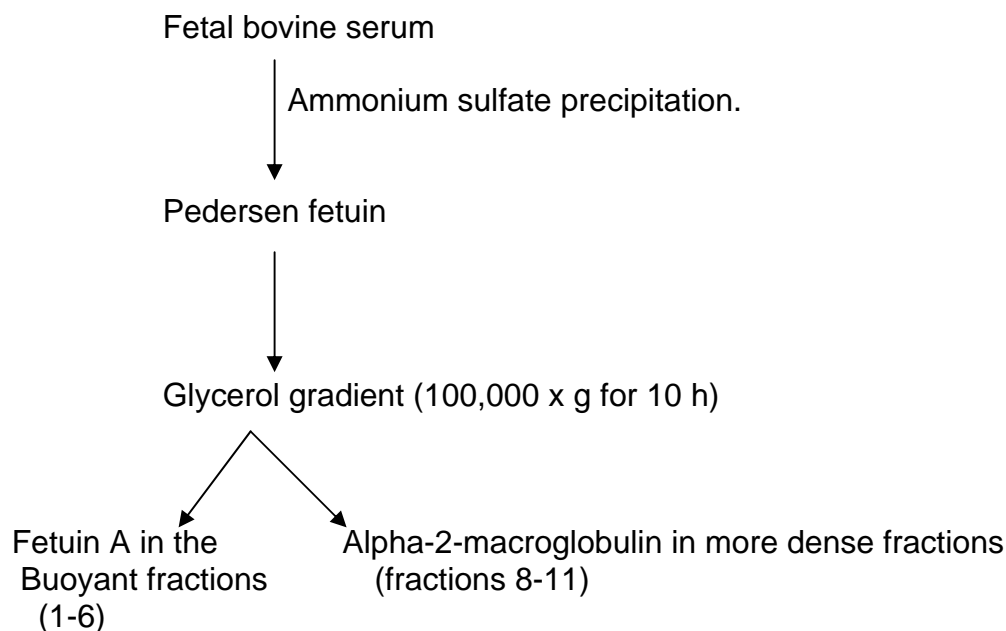 Fetal bovine serum
Ammonium sulfate precipitation.
Pedersen fetuin
Glycerol gradient (100,000 x g for 10 h)
Fetuin A in the
Buoyant fractions
(1-6)
Alpha-2-macroglobulin in more dense fractions
(fractions 8-11)